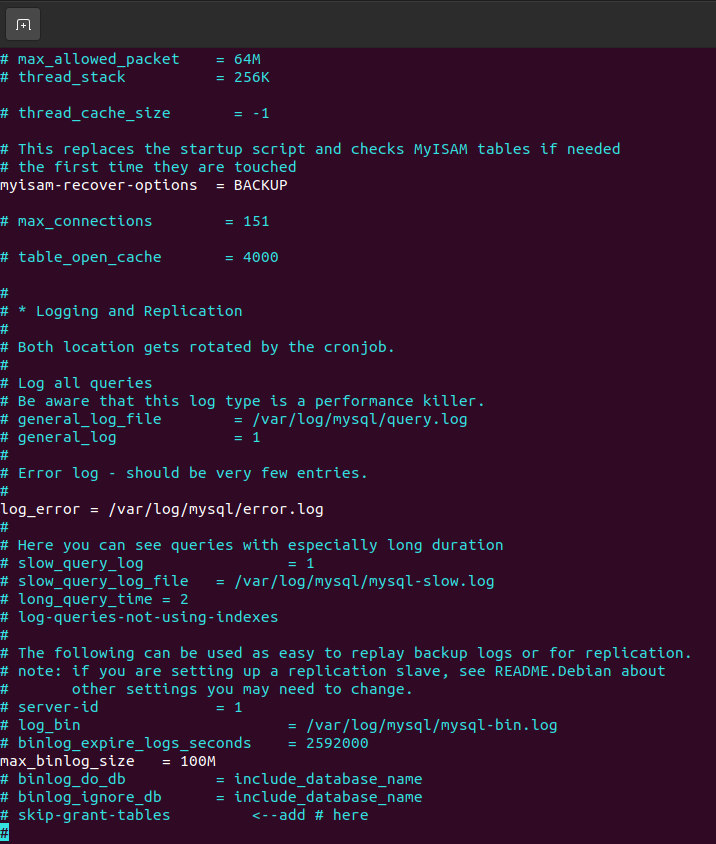 # max_allowed_packet    = 64M
# thread_stack          = 256K
# thread_cache_size       = -1
# This replaces the startup script and checks MyISAM tables if needed
# the first time they are touched
myisam-recover-options  = BACKUP
# max_connections        = 151
# table_open_cache       = 4000
#
# * Logging and Replication
#
# Both location gets rotated by the cronjob.
#
# Log all queries
# Be aware that this log type is a performance killer.
# general_log_file        = /var/log/mysql/query.log
# general_log             = 1
#
# Error log - should be very few entries.
#
log_error = /var/log/mysql/error.log
#
# Here you can see queries with especially long duration
# slow_query_log                = 1
# slow_query_log_file   = /var/log/mysql/mysql-slow.log
# long_query_time = 2
# log-queries-not-using-indexes
#
# The following can be used as easy to replay backup logs or for replication.
# note: if you are setting up a replication slave, see README.Debian about
#       other settings you may need to change.
# server-id             = 1
# log_bin                       = /var/log/mysql/mysql-bin.log
# binlog_expire_logs_seconds    = 2592000
max_binlog_size   = 100M
# binlog_do_db          = include_database_name
# binlog_ignore_db      = include_database_name
# skip-grant-tables         <--add # here
#